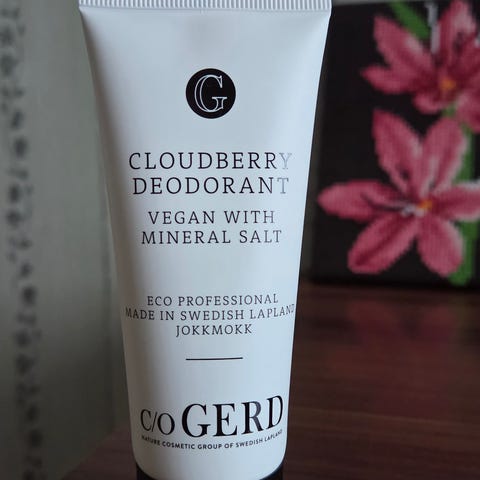 G
CLOUDBERRY
DEODORANT
VEGAN WITH
MINERAL SALT
ECO PROFESSIONAL
MADE IN SWEDISH LAPLAND
JOKKMOKK
C/O GERD
NATURE COSMETIC GROUP OF SWEDISH LAPLAND